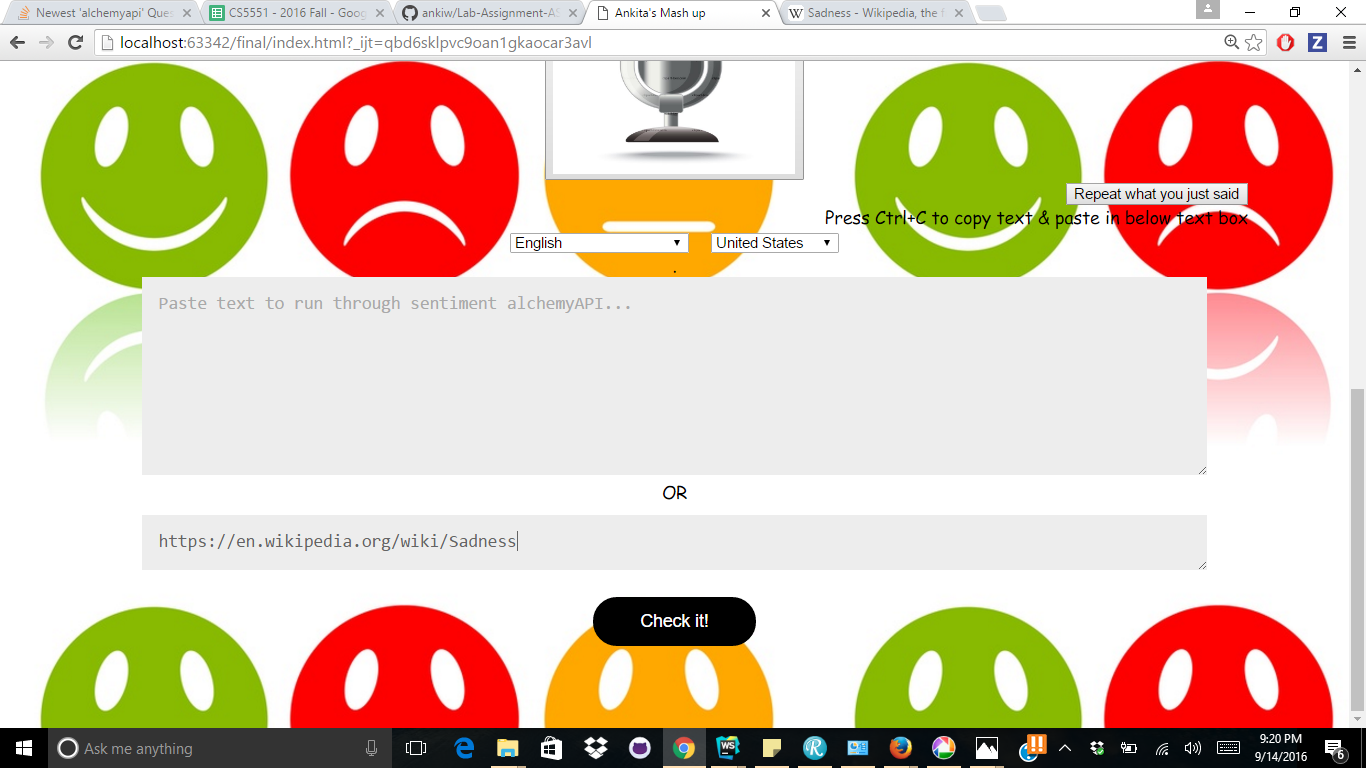 Newest 'alchemyapi' Ques
CS5551 - 2016 Fall - Goog
ankiw/Lab-Assignment-AS
Ankita's Mash up
W Sadness - Wikipedia, the f
localhost:63342/final/index.html?_ijt=qbd6sklpvc9oan1gkaocar3avl
Z
Repeat what you just said
Press Ctrl+C to copy text & paste in below text box
English
United States
.
Paste text to run through sentiment alchemyAPI...
OR
https://en.wikipedia.org/wiki/Sadness
Check it!
Ask me anything
WS
9:20 PM
9/14/2016
6